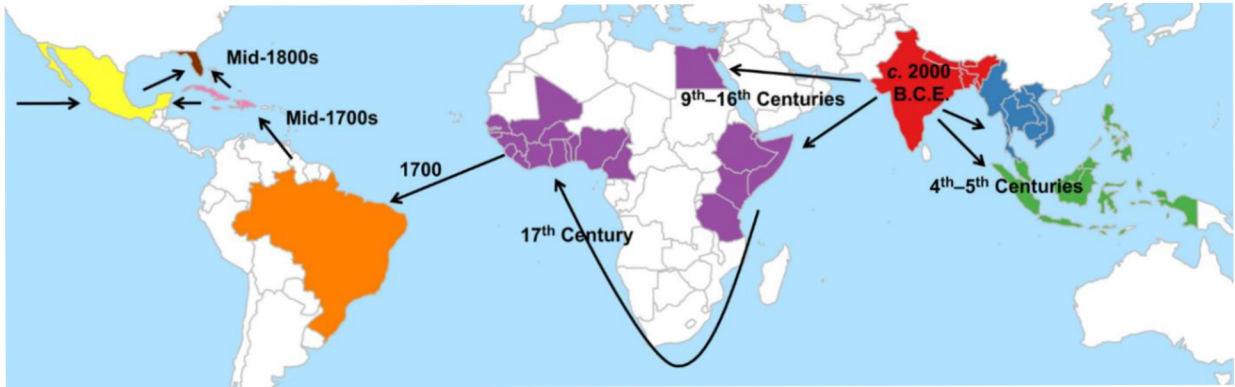 Mid-1800s
Mid-1700s
1700
17th Century
9th–16th Centuries
c. 2000
B.C.E.
4th–5th Centuries